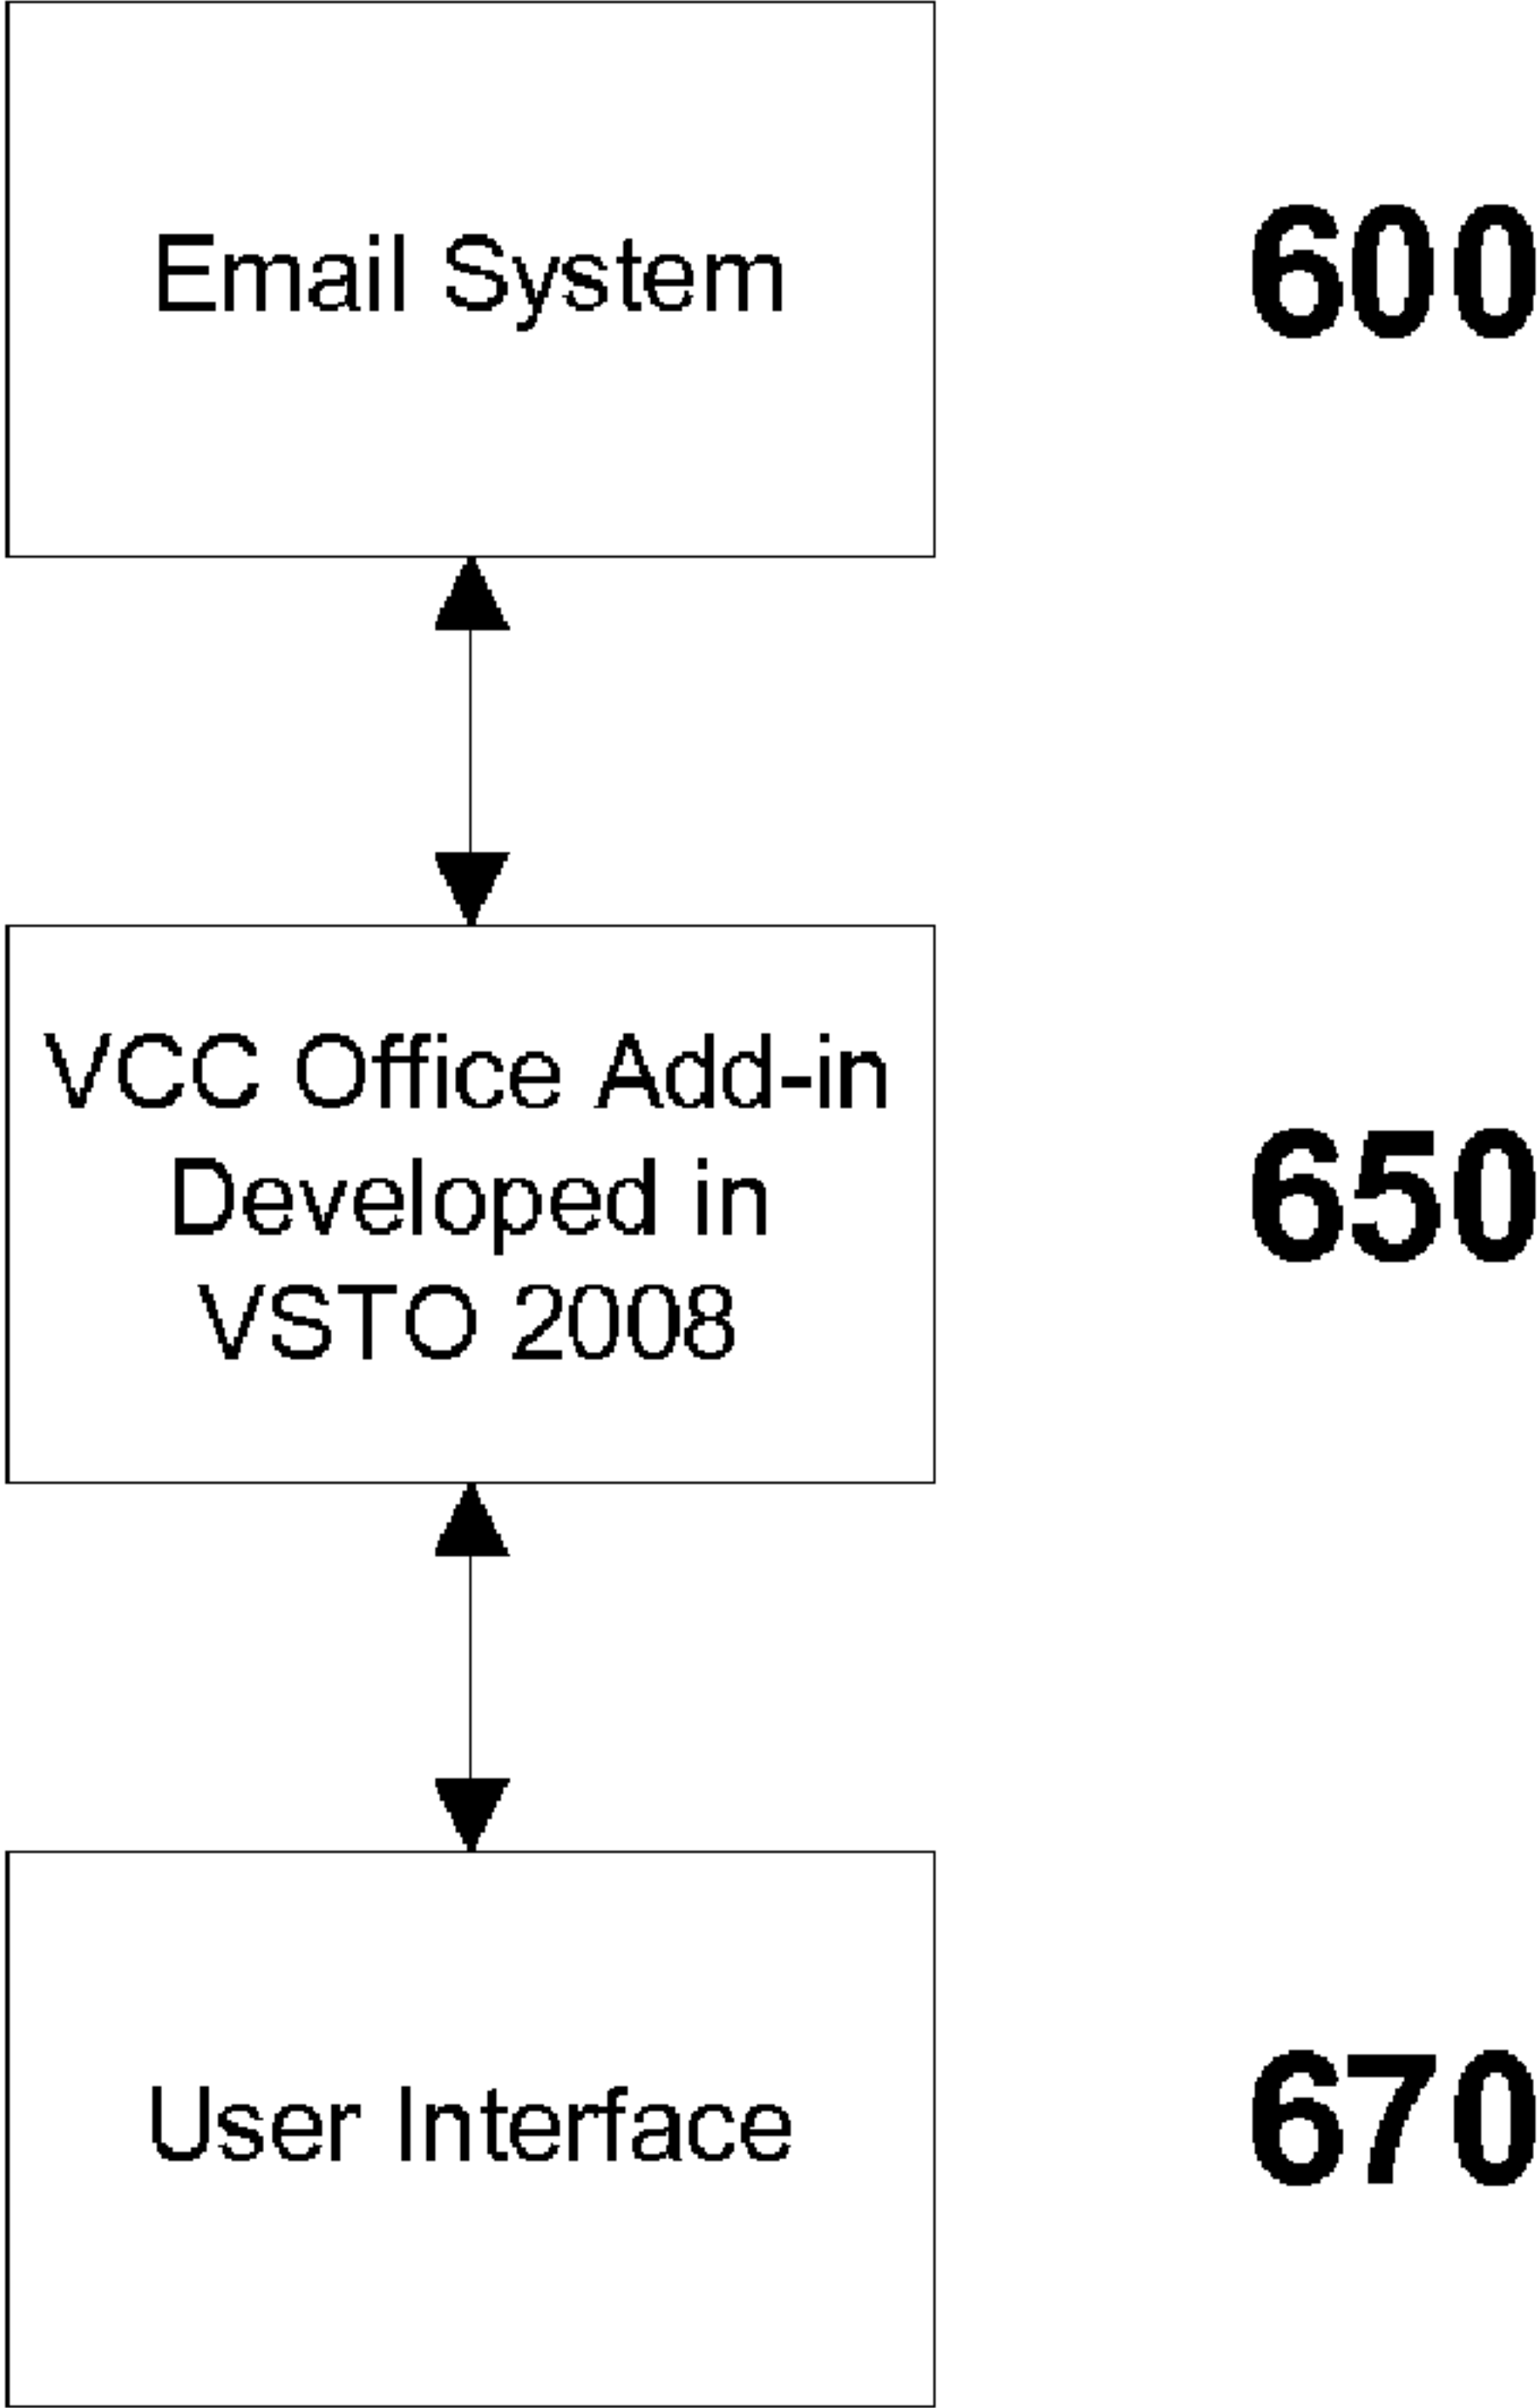 Email System
600
VCC Office Add-in
Developed in
VSTO 2008
650
User Interface
670